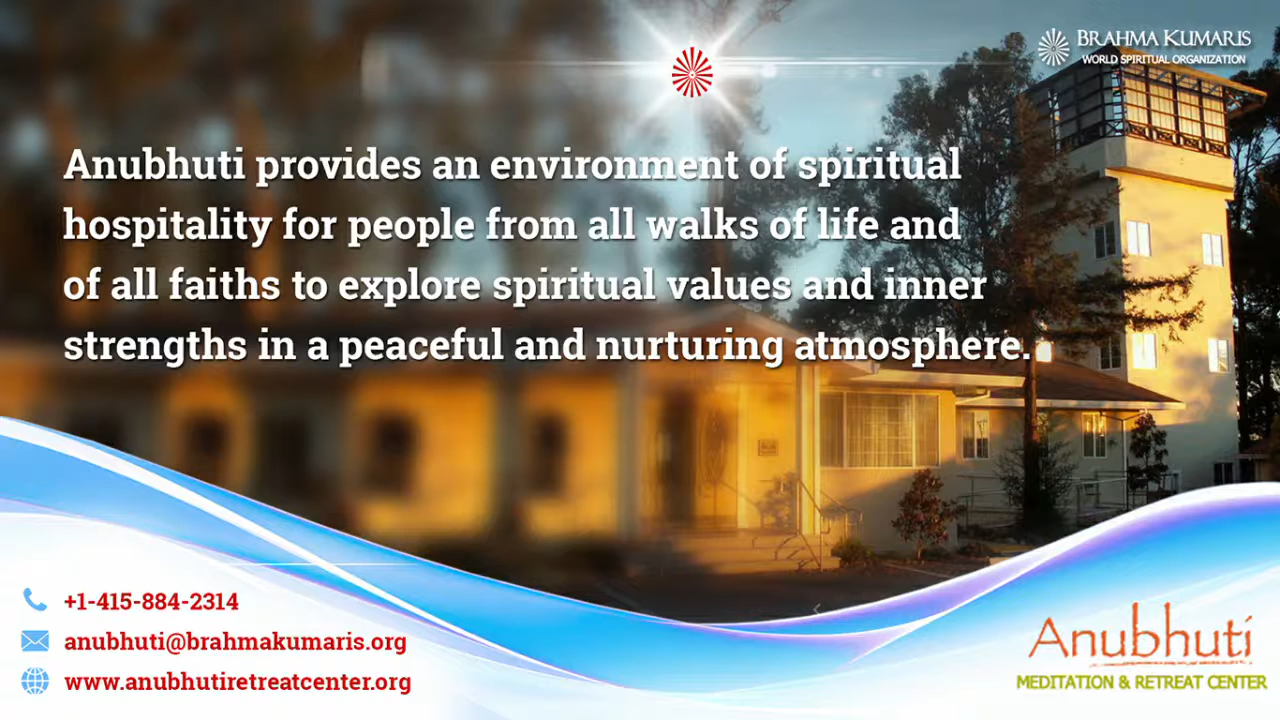 BRAHMA KUMARIS
WORLD SPIRITUAL ORGANIZATION
Anubhuti provides an environment of spiritual
hospitality for people from all walks of life and
of all faiths to explore spiritual values and inner
strengths in a peaceful and nurturing atmosphere.
+1-415-884-2314
anubhuti@brahmakumaris.org
www.anubhutiretreatcenter.org
Anubhuti
MEDITATION & RETREAT CENTER